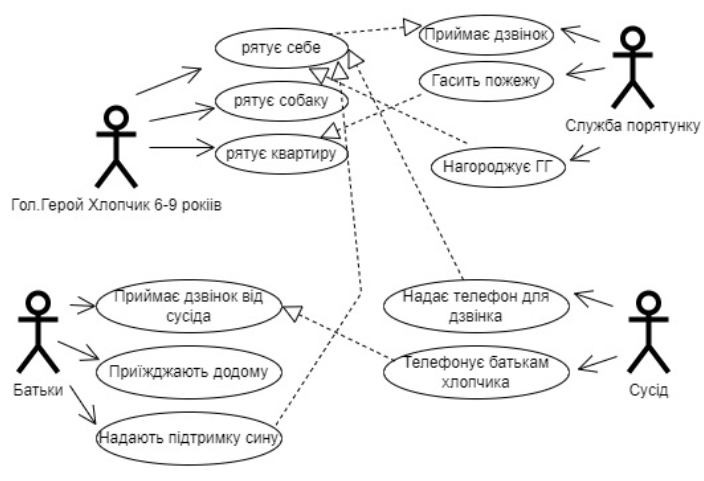 рятує себе
Приймає дзвінок
рятує собаку
Гасить пожежу
Служба порятунку
рятує квартиру
Нагороджує ГГ
Гол.Герой Хлопчик 6-9 рокіів
Приймає дзвінок від
сусіда
Надає телефон для
дзвінка
Приїжджають додому
Телефонує батькам
хлопчика
Батьки
Сусід
Надають підтримку сину